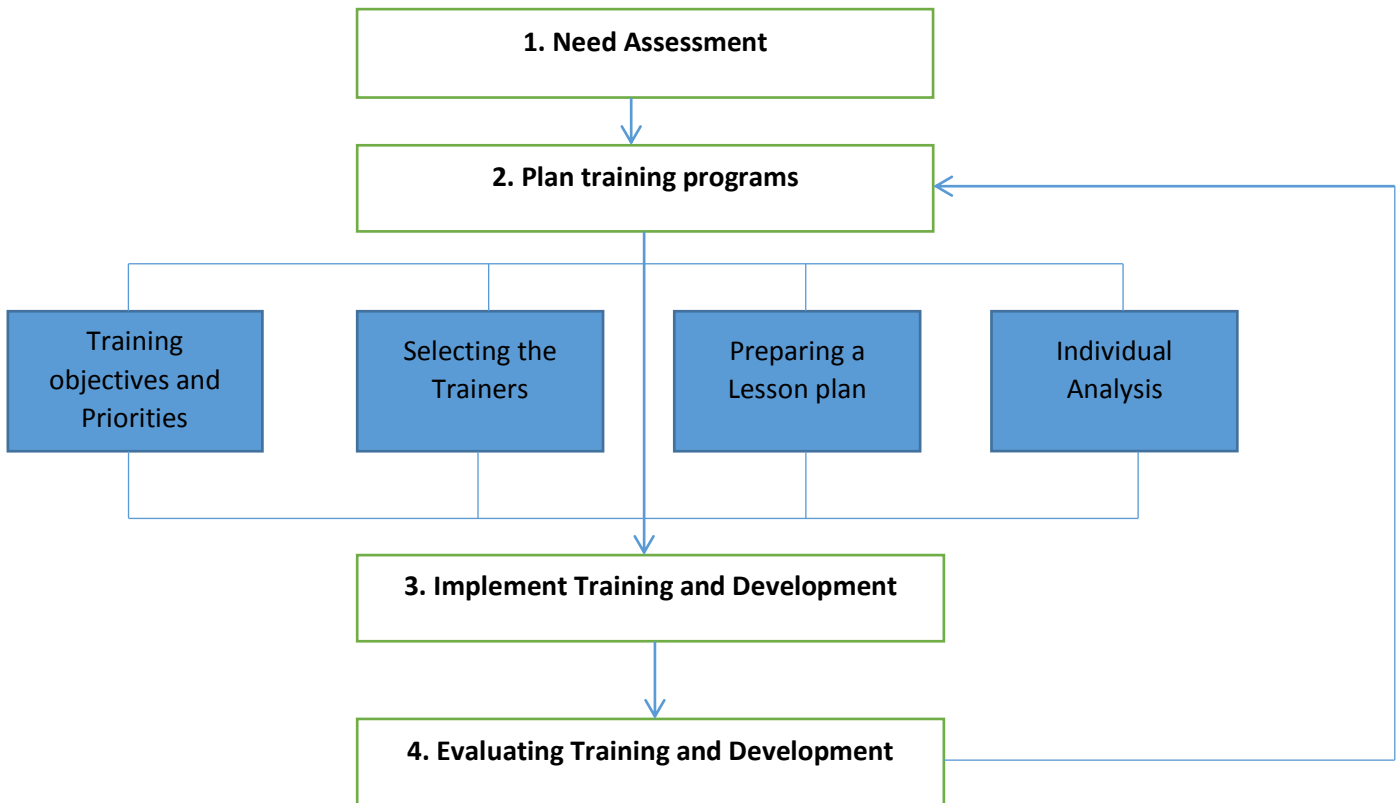 1. Need Assessment
2. Plan training programs
Training
objectives and
Priorities
Selecting the
Trainers
Preparing a
Lesson plan
Individual
Analysis
3. Implement Training and Development
4. Evaluating Training and Development